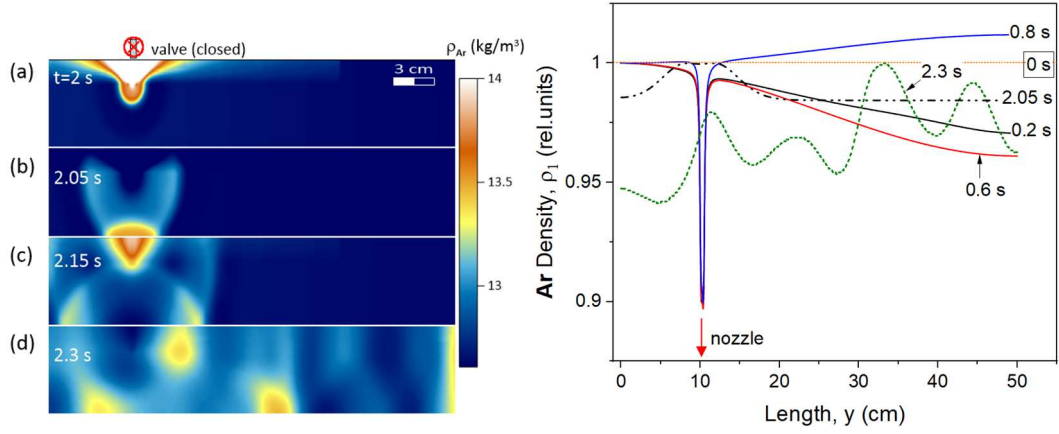 valve (closed)
ρAr (kg/m³)
(a)
t=2 s
3 cm
14
(b)
2.05 s
13.5
(c)
2.15 s
13
(d)
2.3 s
Ar Density, ρ1 (rel.units)
1
0.95
0.9
0.8 s
0 s
2.3 s
2.05 s
0.2 s
0.6 s
nozzle
0
10
20
30
40
50
Length, y (cm)